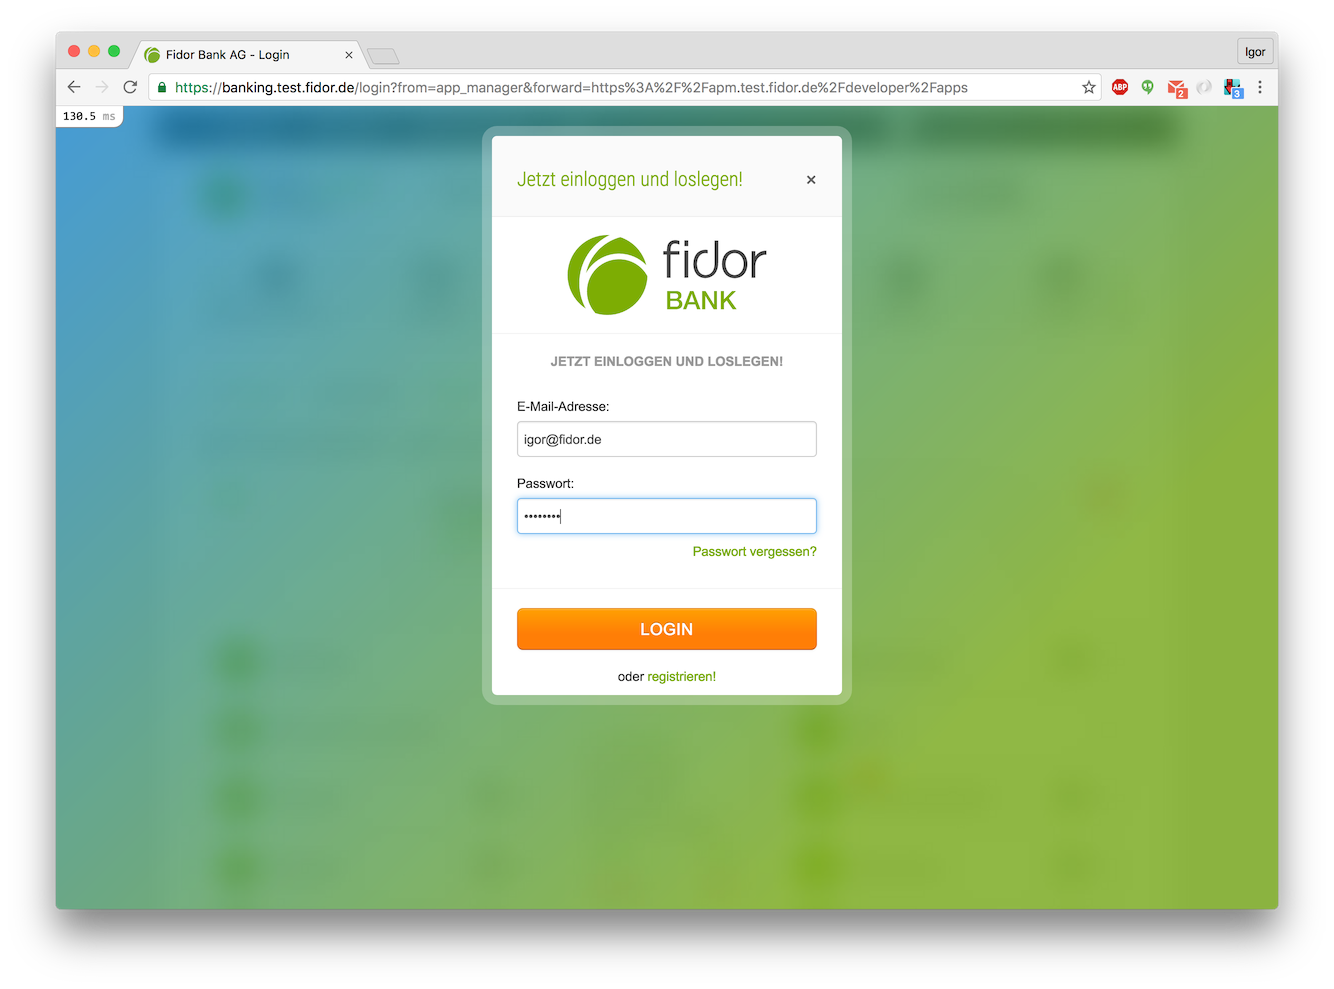 Fidor Bank AG - Login
Igor
https://banking.test.fidor.de/login?from=app_manager&forward=https%3A%2F%2Fapm.test.fidor.de%2Fdeveloper%2Fapps
ABP
2
3
130.5 ms
Jetzt einloggen und loslegen!
fidor
BANK
JETZT EINLOGGEN UND LOSLEGEN!
E-Mail-Adresse:
igor@fidor.de
Passwort:
Passwort vergessen?
LOGIN
oder registrieren!